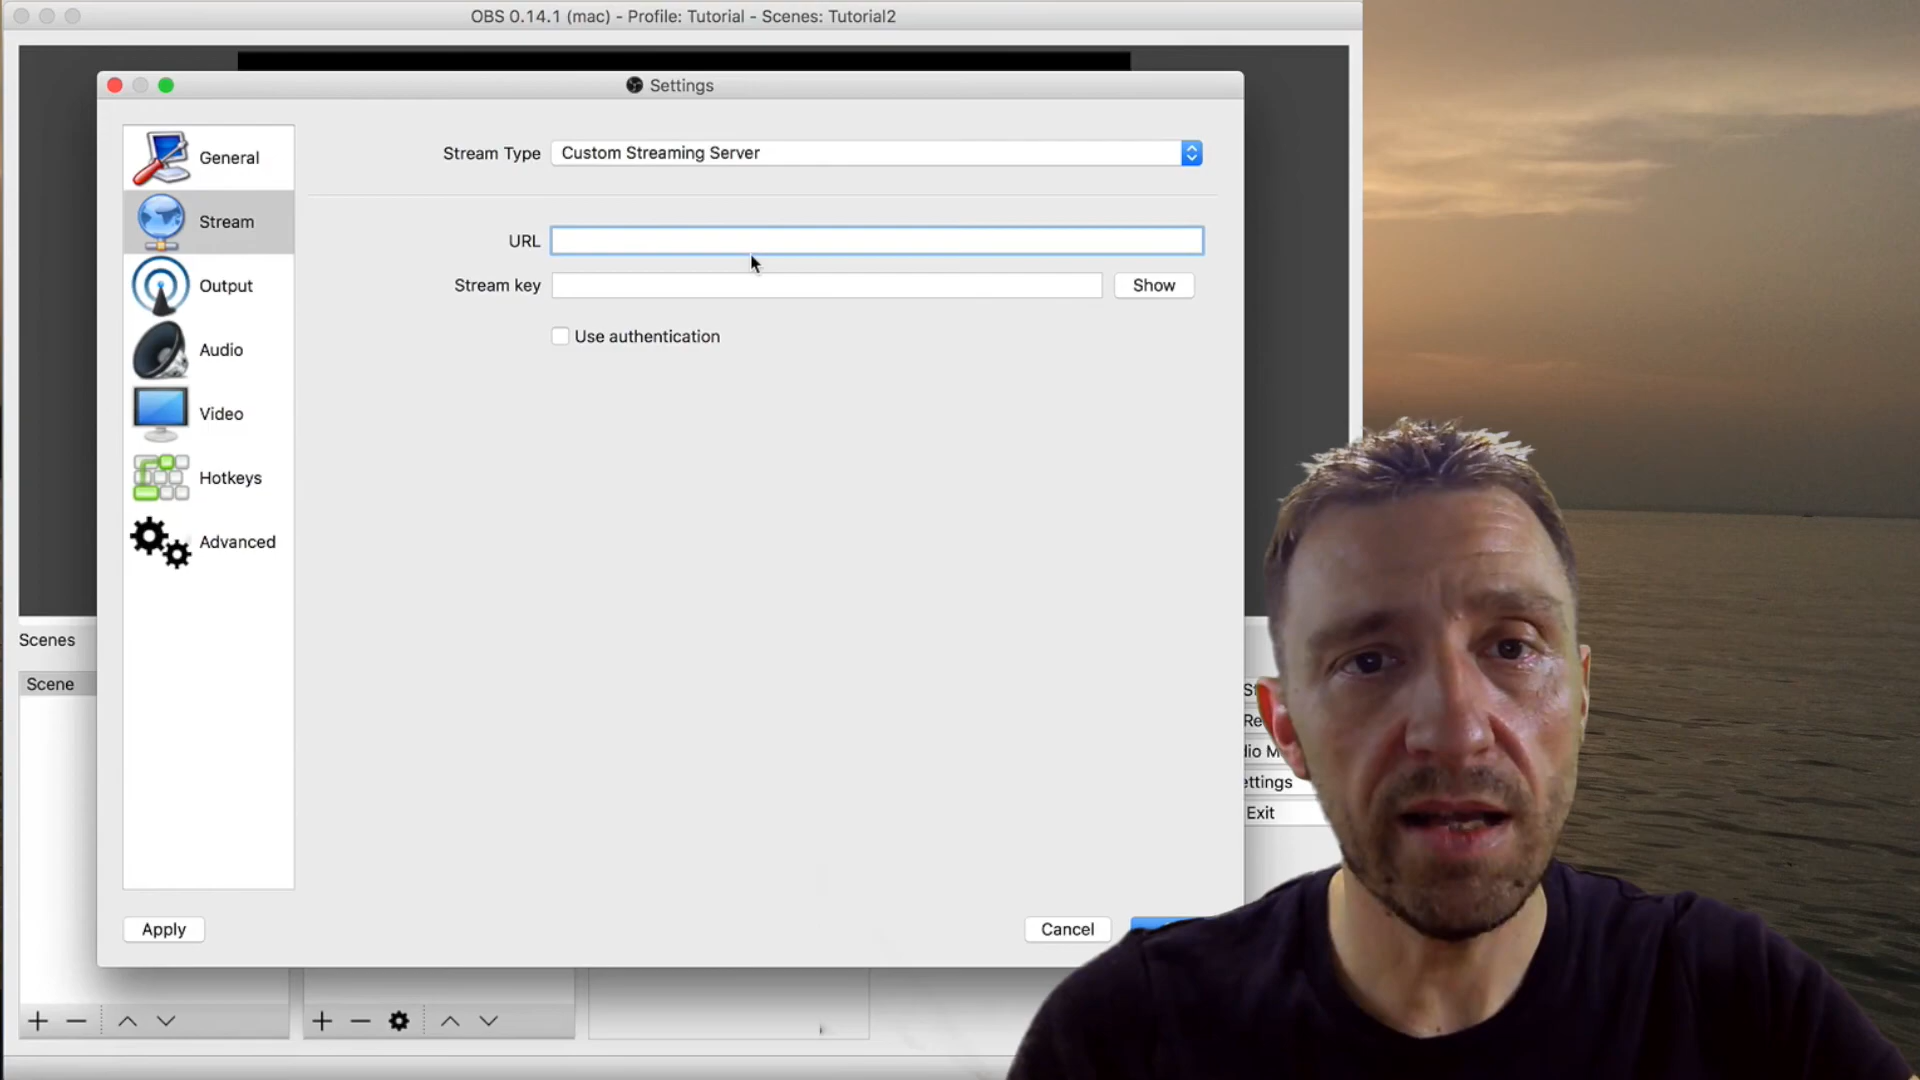 OBS 0.14.1 (mac) - Profile: Tutorial - Scenes: Tutorial2
Settings
General
Stream
Output
Audio
Video
Hotkeys
Advanced
Stream Type
Custom Streaming Server
URL
Stream key
Show
Use authentication
Apply
Cancel
Scenes
Scene
Exit